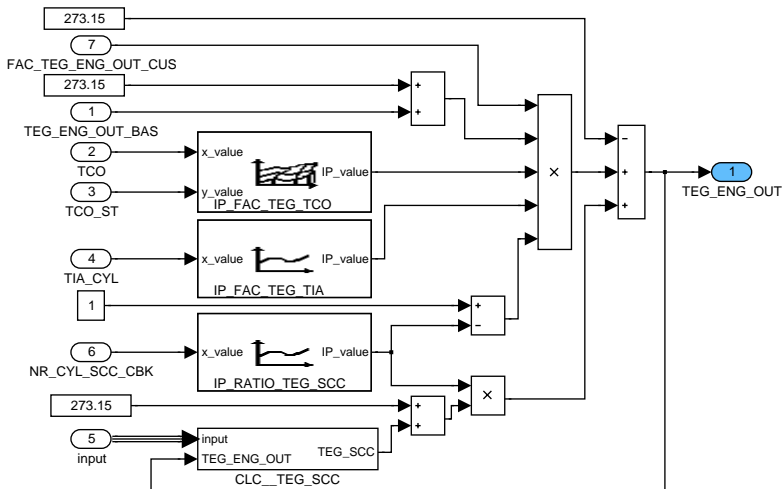 273.15
7
FAC_TEG_ENG_OUT_CUS
273.15
+
1
+
TEG_ENG_OUT_BAS
2
x_value
IP_value
TCO
3
y_value
TCO_ST
IP_FAC_TEG_TCO
×
−
+
+
1
TEG_ENG_OUT
4
x_value
IP_value
TIA_CYL
IP_FAC_TEG_TIA
1
+
−
6
x_value
IP_value
NR_CYL_SCC_CBK
IP_RATIO_TEG_SCC
×
273.15
+
+
5
input
input
TEG_SCC
TEG_ENG_OUT
CLC__TEG_SCC